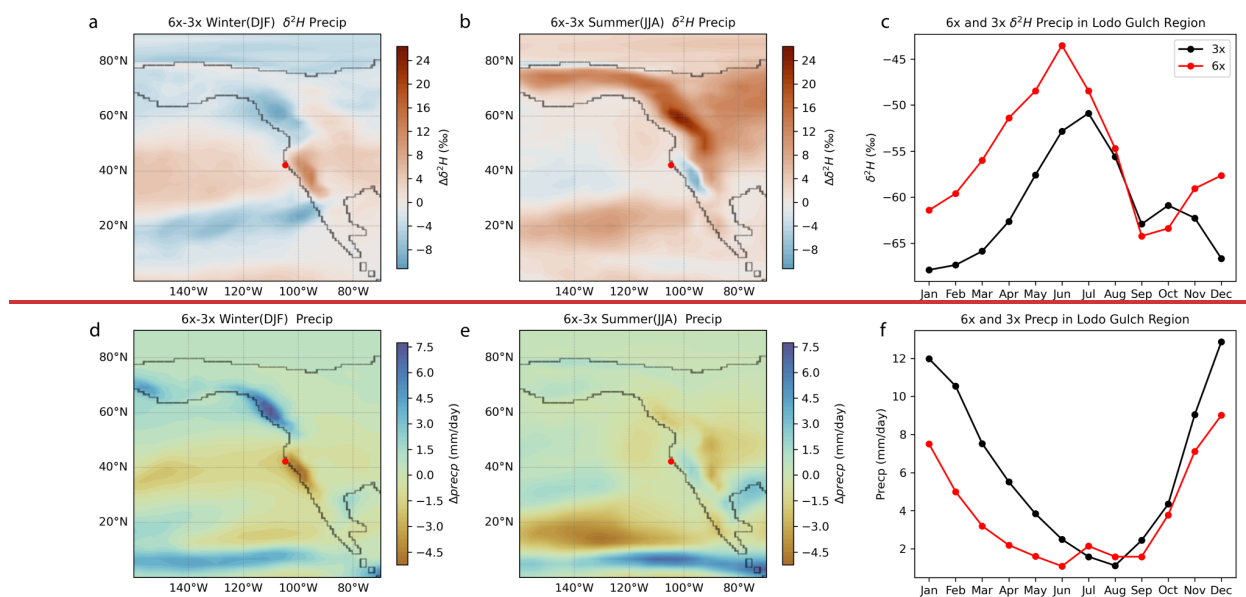 a
6x-3x Winter(DJF) δ²H Precip
80°N
60°N
40°N
20°N
140°W 120°W 100°W 80°W
24
20
16
12
8
4
0
−4
−8
Δδ²H (‰)
b
6x-3x Summer(JJA) δ²H Precip
80°N
60°N
40°N
20°N
140°W 120°W 100°W 80°W
24
20
16
12
8
4
0
−4
−8
Δδ²H (‰)
c
6x and 3x δ²H Precip in Lodo Gulch Region
3x
6x
−45
−50
−55
−60
−65
δ²H (‰)
Jan Feb Mar Apr May Jun Jul Aug Sep Oct Nov Dec
d
6x-3x Winter(DJF) Precip
80°N
60°N
40°N
20°N
140°W 120°W 100°W 80°W
7.5
6.0
4.5
3.0
1.5
0.0
−1.5
−3.0
−4.5
Δprecp (mm/day)
e
6x-3x Summer(JJA) Precip
80°N
60°N
40°N
20°N
140°W 120°W 100°W 80°W
7.5
6.0
4.5
3.0
1.5
0.0
−1.5
−3.0
−4.5
Δprecp (mm/day)
f
6x and 3x Precp in Lodo Gulch Region
12
10
8
6
4
2
Precp (mm/day)
Jan Feb Mar Apr May Jun Jul Aug Sep Oct Nov Dec